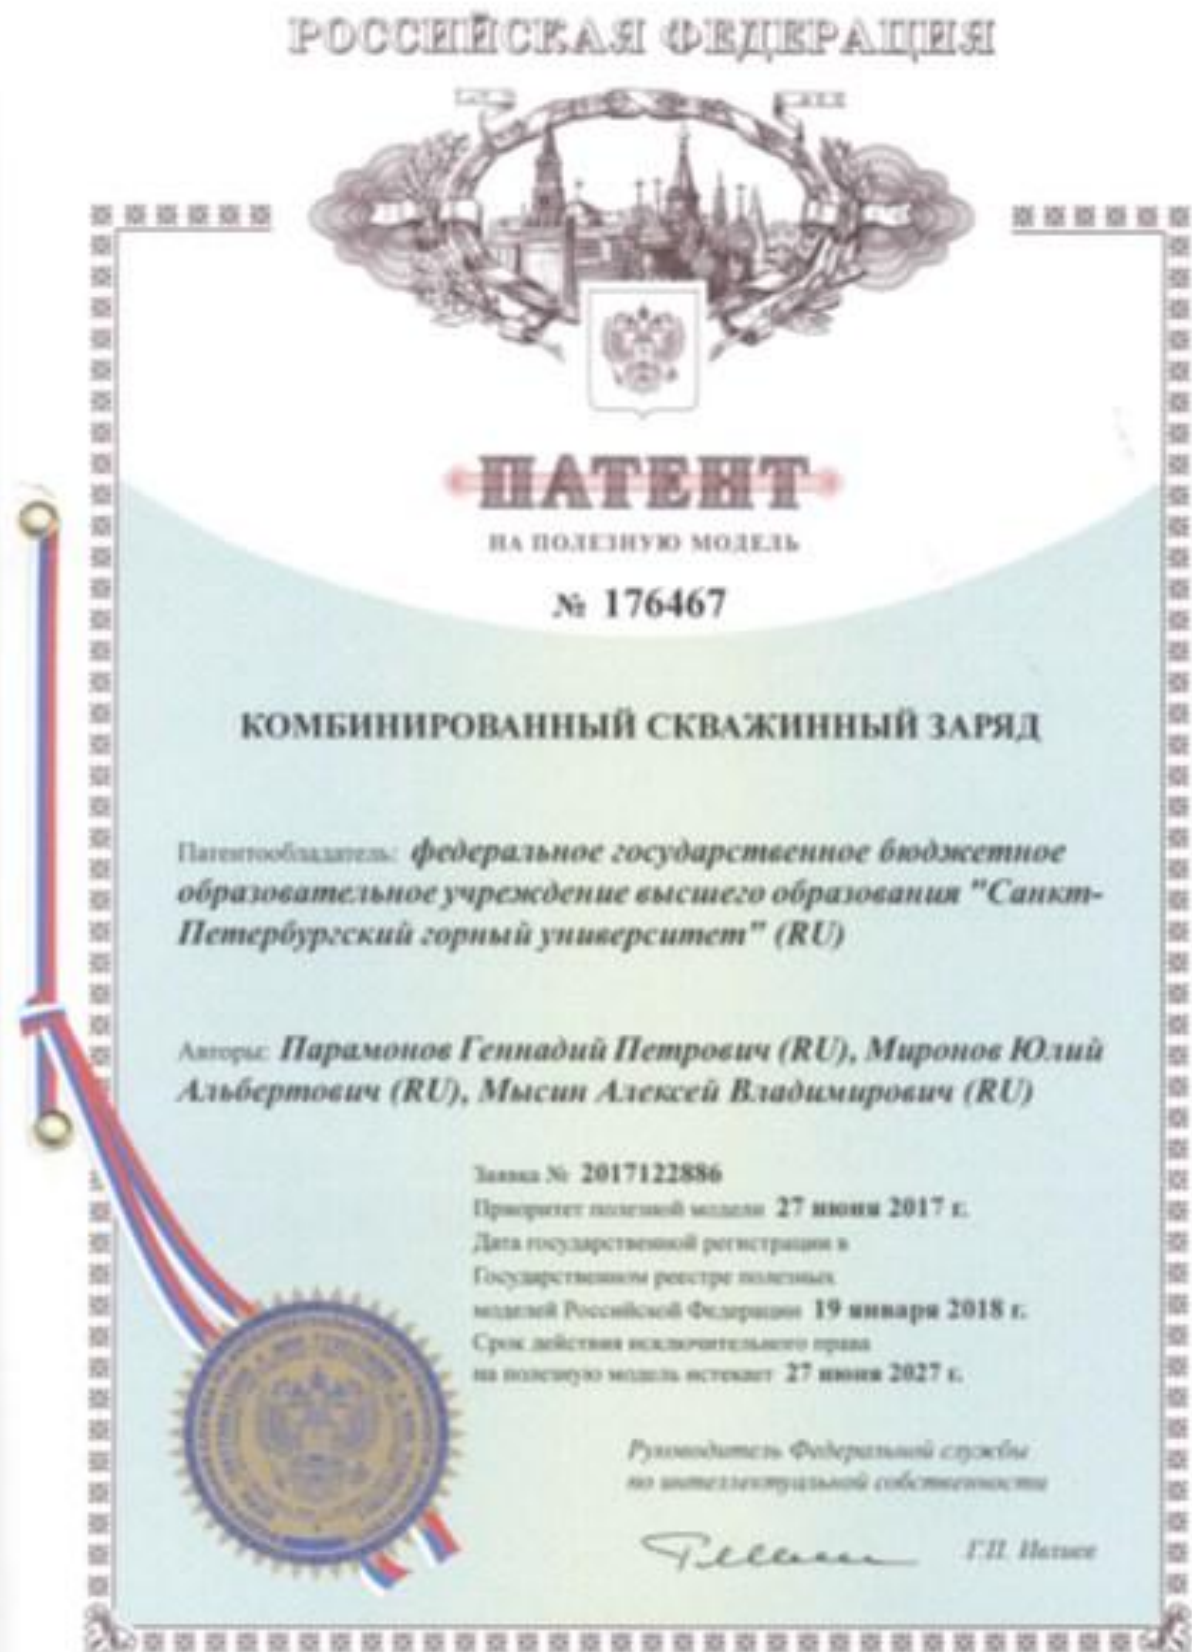 РОССИЙСКАЯ ФЕДЕРАЦИЯ
ПАТЕНТ
НА ПОЛЕЗНУЮ МОДЕЛЬ
№ 176467
КОМБИНИРОВАННЫЙ СКВАЖИННЫЙ ЗАРЯД
Патентообладатель: федеральное государственное бюджетное
образовательное учреждение высшего образования "Санкт-
Петербургский горный университет" (RU)
Авторы: Парамонов Геннадий Петрович (RU), Миронов Юлий
Альбертович (RU), Мысин Алексей Владимирович (RU)
Заявка № 2017122886
Приоритет полезной модели 27 июня 2017 г.
Дата государственной регистрации в
Государственном реестре полезных
моделей Российской Федерации 19 января 2018 г.
Срок действия исключительного права
на полезную модель истекает 27 июня 2027 г.
Руководитель Федеральной службы
по интеллектуальной собственности
Г.П. Ивлиев